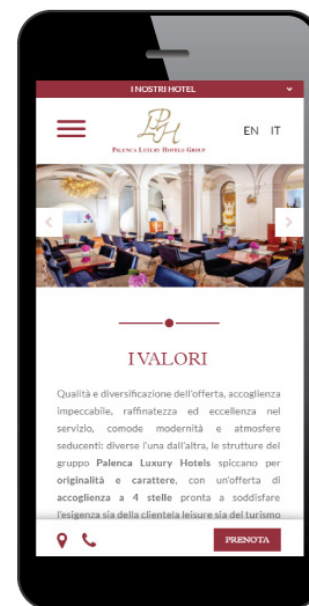 I NOSTRI HOTEL
PLH
EN IT
PALENCA LUXURY HOTELS GROUP
I VALORI
Qualità e diversificazione dell'offerta, accoglienza
impeccabile, raffinatezza ed eccellenza nel
servizio, comode modernità e atmosfere
seducenti: diverse l'una dall'altra, le strutture del
gruppo Palenca Luxury Hotels spiccano per
originalità e carattere, con un'offerta di
accoglienza a 4 stelle pronta a soddisfare
l'esigenza sia della clientela leisure sia del turismo
PRENOTA